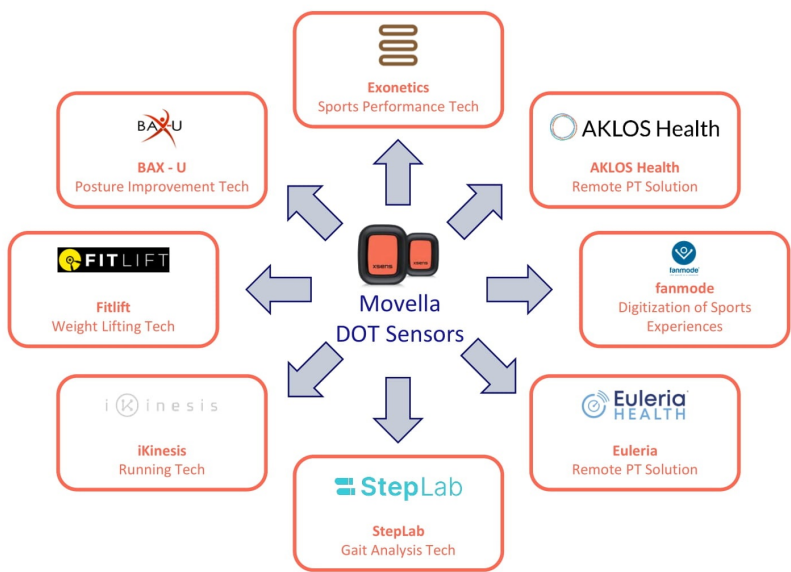 Exonetics
Sports Performance Tech
BAX-U
BAX - U
Posture Improvement Tech
AKLOS Health
AKLOS Health
Remote PT Solution
FITLIFT
Fitlift
Weight Lifting Tech
xsens
xsens
Movella
DOT Sensors
fanmode
fanmode
Digitization of Sports
Experiences
iKinesis
iKinesis
Running Tech
Euleria
HEALTH
Euleria
Remote PT Solution
StepLab
StepLab
Gait Analysis Tech